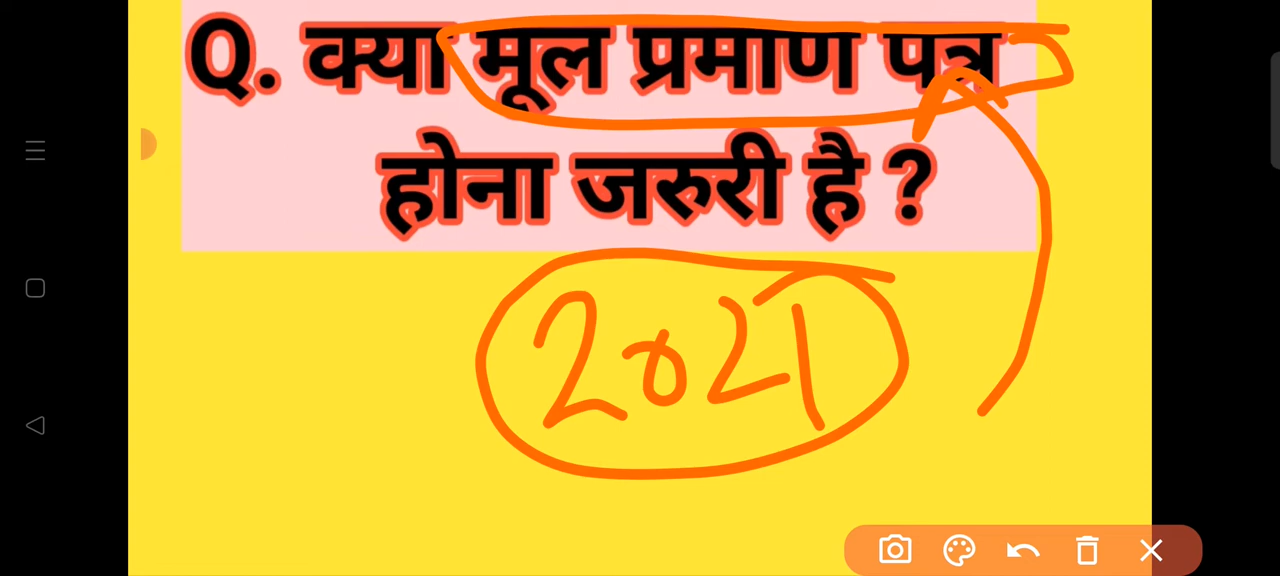 Q. क्या मूल प्रमाण पत्र
होना जरुरी है ?
2021